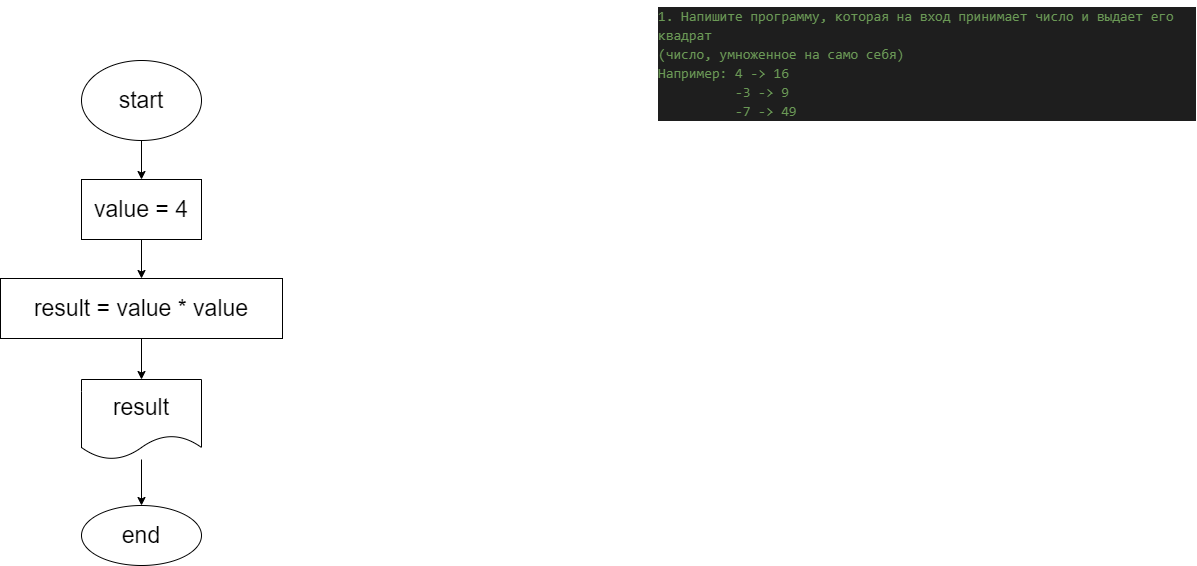 start
value = 4
result = value * value
result
end
1. Напишите программу, которая на вход принимает число и выдает его
квадрат
(число, умноженное на само себя)
Например: 4 -> 16
-3 -> 9
-7 -> 49